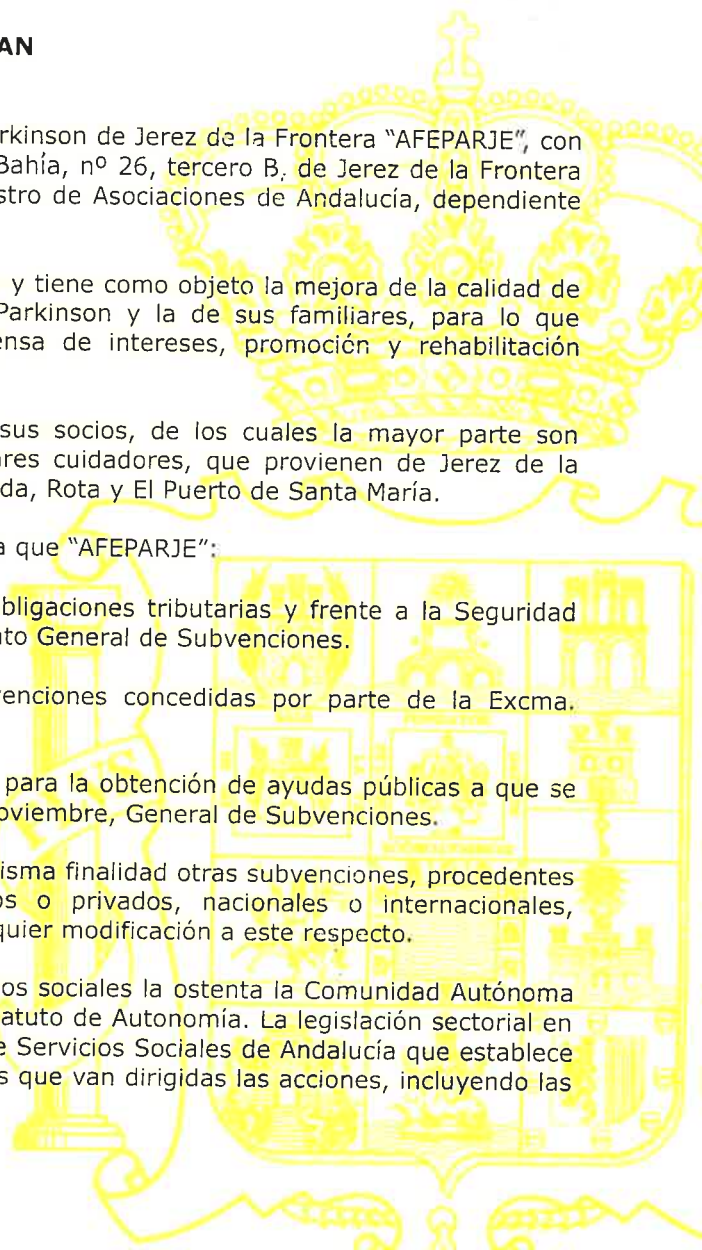 AN
rkinson de Jerez de la Frontera “AFEPARJE”, con
Bahía, nº 26, tercero B. de Jerez de la Frontera
stro de Asociaciones de Andalucía, dependiente
y tiene como objeto la mejora de la calidad de
Parkinson y la de sus familiares, para lo que
ensa de intereses, promoción y rehabilitación
sus socios, de los cuales la mayor parte son
ares cuidadores, que provienen de Jerez de la
da, Rota y El Puerto de Santa María.
a que “AFEPARJE”:
bligaciones tributarias y frente a la Seguridad
nto General de Subvenciones.
venciones concedidas por parte de la Excma.
para la obtención de ayudas públicas a que se
oviembre, General de Subvenciones.
isma finalidad otras subvenciones, procedentes
os o privados, nacionales o internacionales,
quier modificación a este respecto.
os sociales la ostenta la Comunidad Autónoma
atuto de Autonomía. La legislación sectorial en
e Servicios Sociales de Andalucía que establece
s que van dirigidas las acciones, incluyendo las